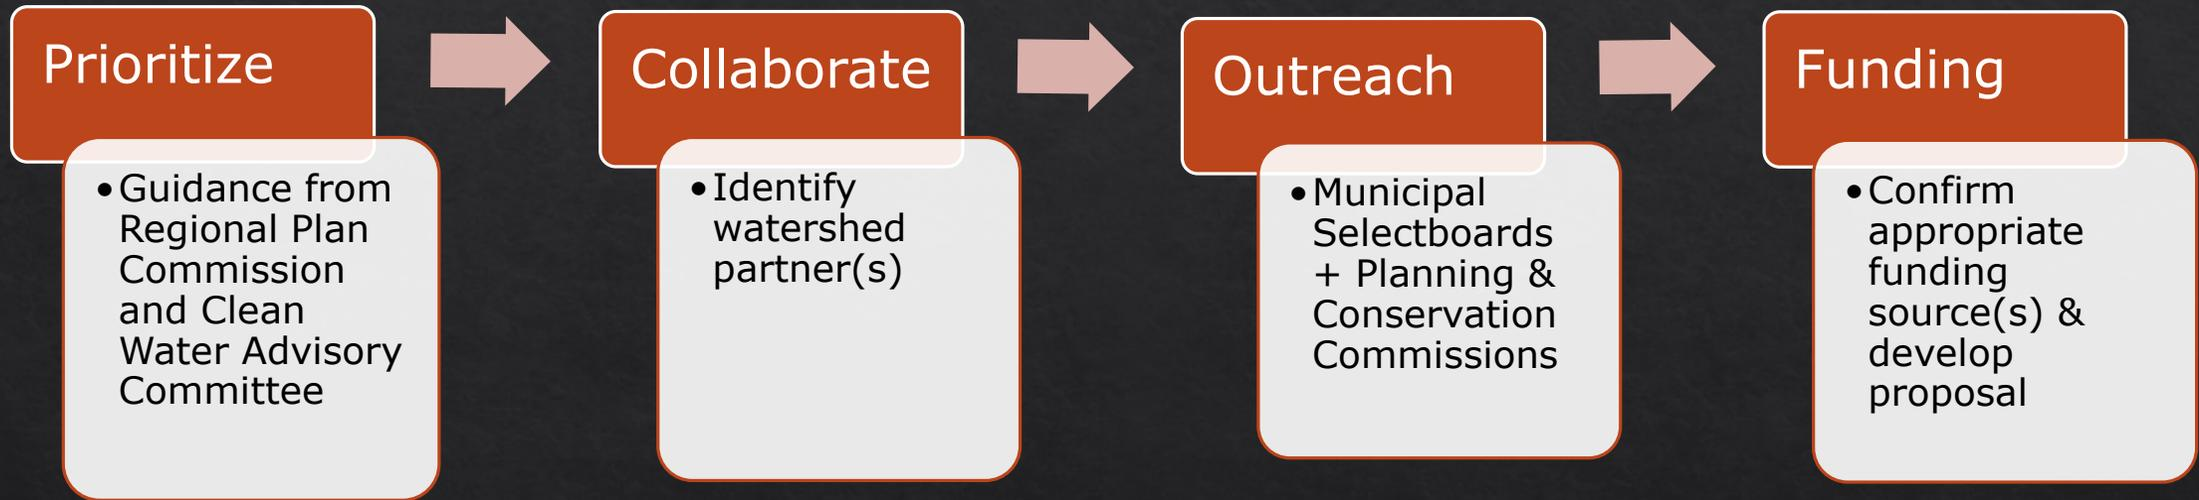 Prioritize
•Guidance from
Regional Plan
Commission
and Clean
Water Advisory
Committee
Collaborate
•Identify
watershed
partner(s)
Outreach
•Municipal
Selectboards
+ Planning &
Conservation
Commissions
Funding
•Confirm
appropriate
funding
source(s) &
develop
proposal